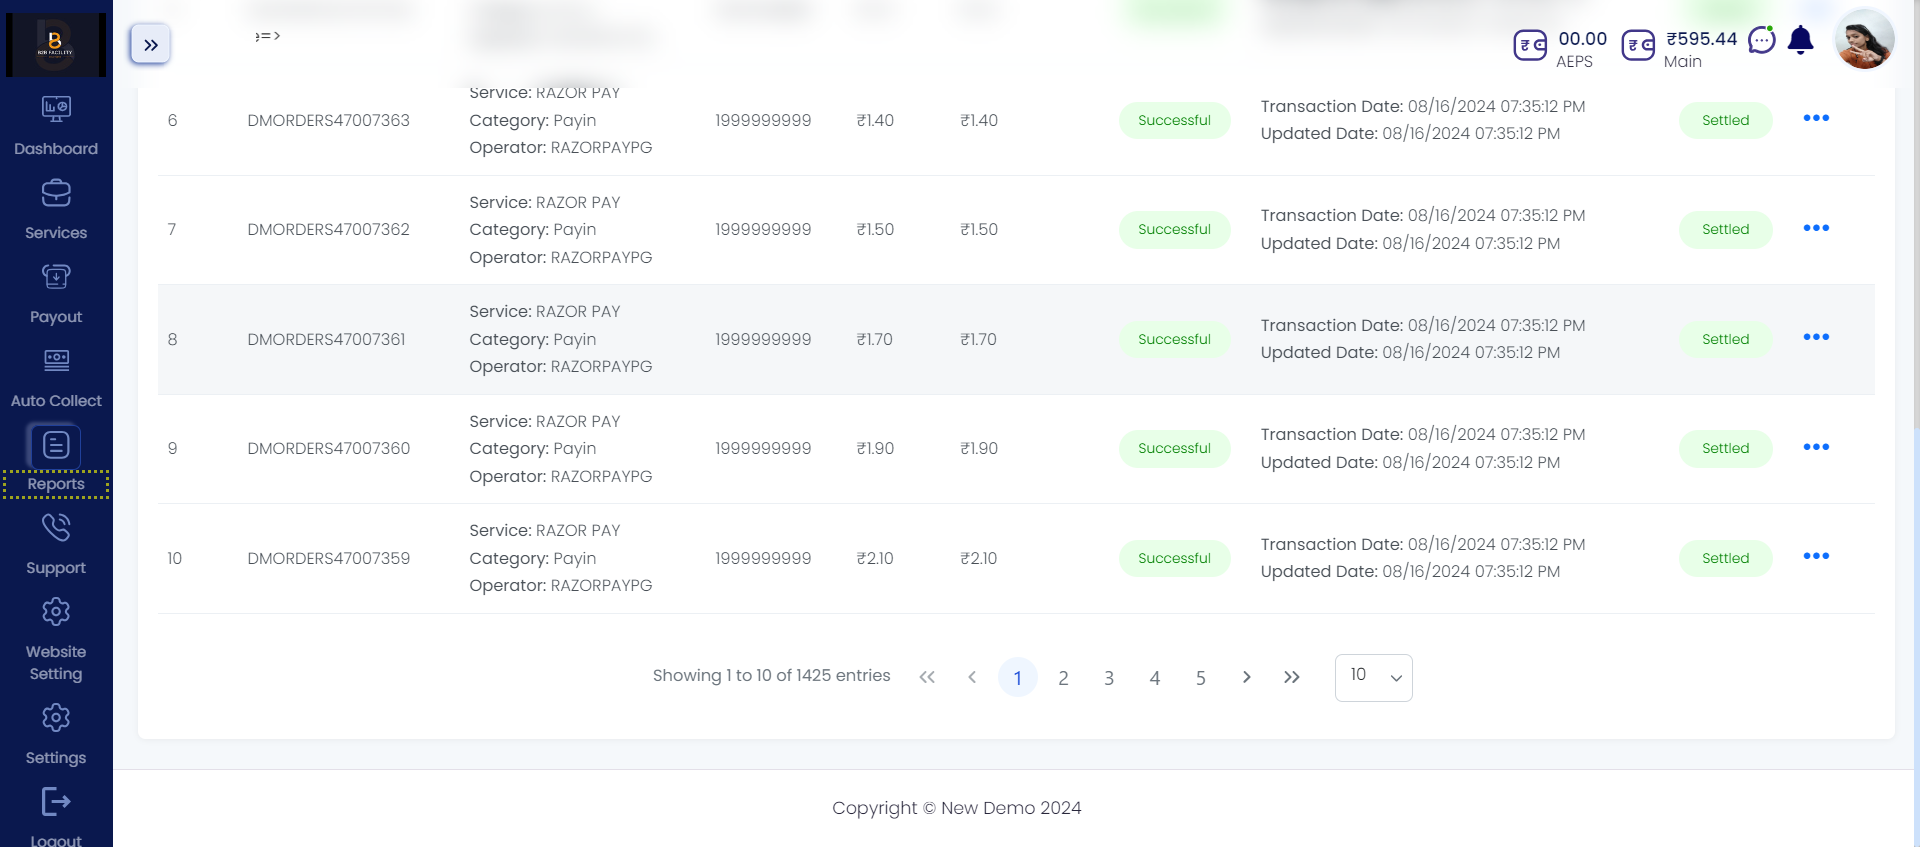 B2B FACILITY
e=>
00.00
AEPS
₹595.44
Main
Dashboard
Services
Payout
Auto Collect
Reports
Support
Website
Setting
Settings
Logout
Service: RAZOR PAY
6 DMORDERS47007363 Category: Payin 1999999999 ₹1.40 ₹1.40 Successful Transaction Date: 08/16/2024 07:35:12 PM Settled
Operator: RAZORPAYPG Updated Date: 08/16/2024 07:35:12 PM
Service: RAZOR PAY
7 DMORDERS47007362 Category: Payin 1999999999 ₹1.50 ₹1.50 Successful Transaction Date: 08/16/2024 07:35:12 PM Settled
Operator: RAZORPAYPG Updated Date: 08/16/2024 07:35:12 PM
Service: RAZOR PAY
8 DMORDERS47007361 Category: Payin 1999999999 ₹1.70 ₹1.70 Successful Transaction Date: 08/16/2024 07:35:12 PM Settled
Operator: RAZORPAYPG Updated Date: 08/16/2024 07:35:12 PM
Service: RAZOR PAY
9 DMORDERS47007360 Category: Payin 1999999999 ₹1.90 ₹1.90 Successful Transaction Date: 08/16/2024 07:35:12 PM Settled
Operator: RAZORPAYPG Updated Date: 08/16/2024 07:35:12 PM
Service: RAZOR PAY
10 DMORDERS47007359 Category: Payin 1999999999 ₹2.10 ₹2.10 Successful Transaction Date: 08/16/2024 07:35:12 PM Settled
Operator: RAZORPAYPG Updated Date: 08/16/2024 07:35:12 PM
Showing 1 to 10 of 1425 entries 1 2 3 4 5 10
Copyright © New Demo 2024